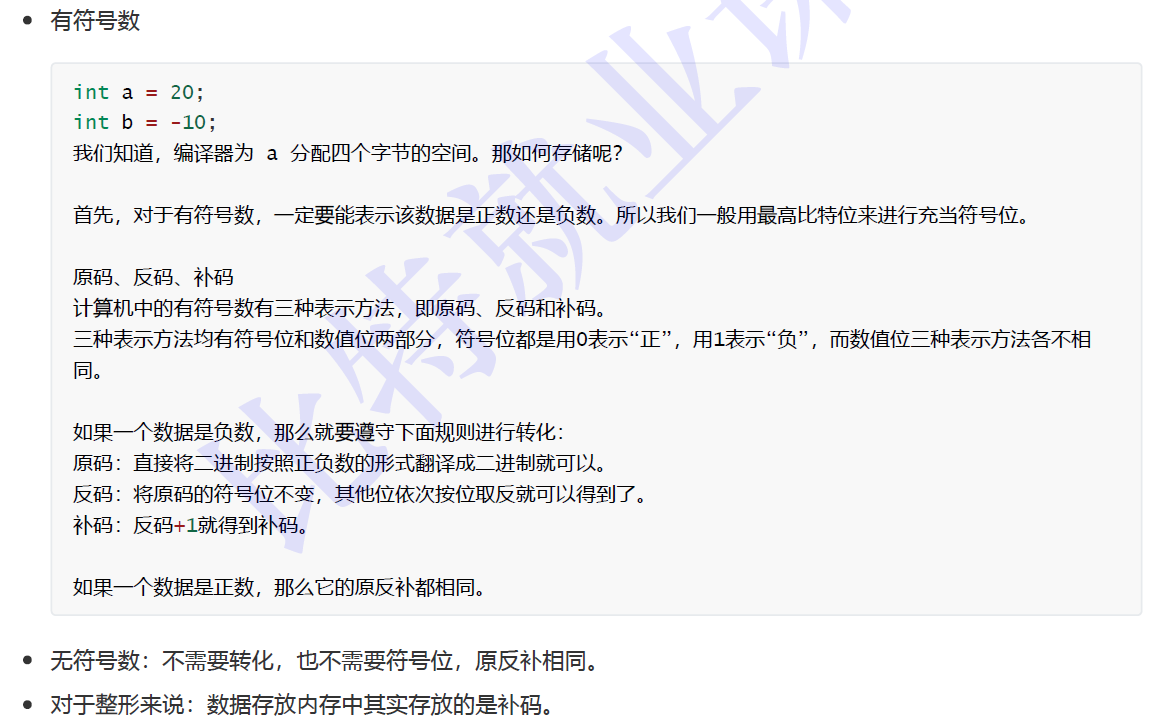 有符号数
int a = 20;
int b = -10;
我们知道，编译器为 a 分配四个字节的空间。那如何存储呢？
首先，对于有符号数，一定要能表示该数据是正数还是负数。所以我们一般用最高比特位来进行充当符号位。
原码、反码、补码
计算机中的有符号数有三种表示方法，即原码、反码和补码。
三种表示方法均有符号位和数值位两部分，符号位都是用0表示“正”，用1表示“负”，而数值位三种表示方法各不相
同。
如果一个数据是负数，那么就要遵守下面规则进行转化：
原码：直接将二进制按照正负数的形式翻译成二进制就可以。
反码：将原码的符号位不变，其他位依次按位取反就可以得到了。
补码：反码+1就得到补码。
如果一个数据是正数，那么它的原反补都相同。
无符号数：不需要转化，也不需要符号位，原反补相同。
对于整形来说：数据存放内存中其实存放的是补码。
比特就业课